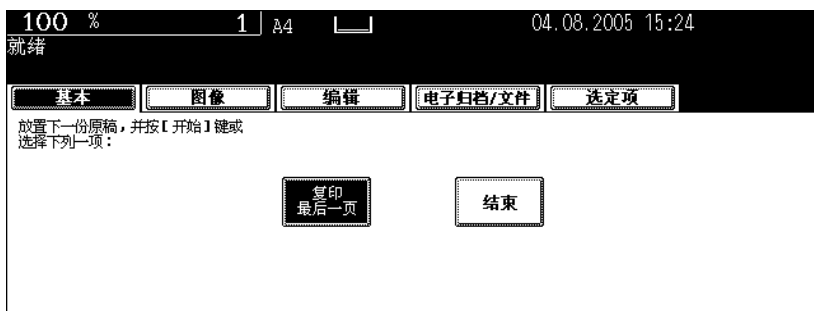 100 % 1 A4 04.08.2005 15:24
就绪
基本 图像 编辑 电子归档/文件 选定项
放置下一份原稿,并按[开始]键或
选择下列一项:
复印
最后一页
结束